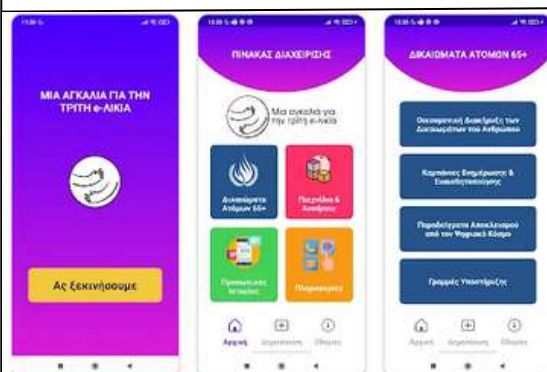 ΜΙΑ ΑΓΚΑΛΙΑ ΓΙΑ ΤΗΝ
ΤΡΙΤΗ e-ΛΙΚΙΑ
Ας ξεκινήσουμε
ΠΙΝΑΚΑΣ ΔΙΑΧΕΙΡΙΣΗΣ
Μια αγκαλιά για
την τρίτη e-λικία
Δικαιώματα
Ατόμων 65+
Παιχνίδια &
Ασκήσεις
Προσωπικές
Ιστορίες
Πληροφορίες
Αρχική
Δημοσίευση
Οδηγίες
ΔΙΚΑΙΩΜΑΤΑ ΑΤΟΜΩΝ 65+
Οικουμενική Διακήρυξη των
Δικαιωμάτων του Ανθρώπου
Καμπάνιες Ενημέρωσης &
Ευαισθητοποίησης
Παραδείγματα Αποκλεισμού
από τον Ψηφιακό Κόσμο
Γραμμές Υποστήριξης
Αρχική
Δημοσίευση
Οδηγίες